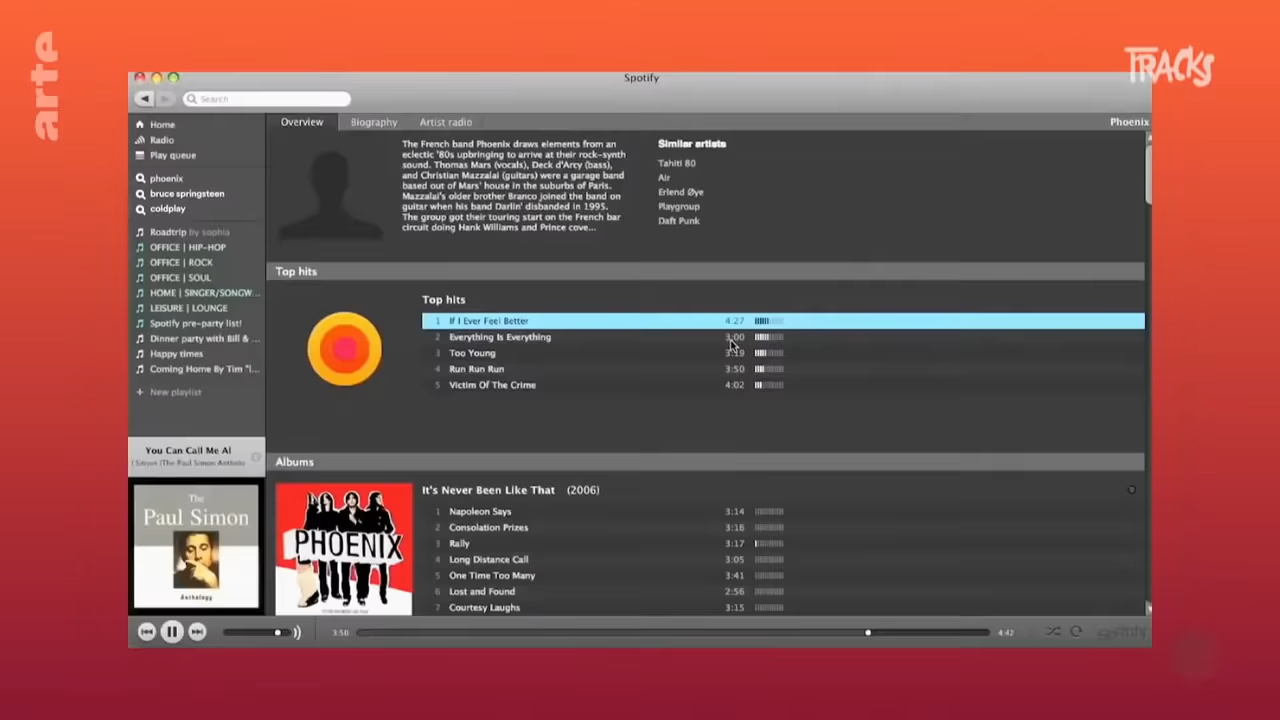 arte
TRACKS
Spotify
Search
Home
Radio
Play queue
phoenix
bruce springsteen
coldplay
Roadtrip by sophia
OFFICE | HIP-HOP
OFFICE | ROCK
OFFICE | SOUL
HOME | SINGER/SONGW...
LEISURE | LOUNGE
Spotify pre-party list!
Dinner party with Bill & ...
Happy times
Coming Home By Tim "l...
New playlist
You Can Call Me Al
Simon (The Paul Simon Antholo
The
Paul Simon
Anthology
Overview
Biography
Artist radio
Phoenix
The French band Phoenix draws elements from an
eclectic '80s upbringing to arrive at their rock-synth
sound. Thomas Mars (vocals), Deck d'Arcy (bass),
and Christian Mazzalai (guitars) were a garage band
based out of Mars' house in the suburbs of Paris.
Mazzalai's older brother Branco joined the band on
guitar when his band Darlin' disbanded in 1995.
The group got their touring start on the French bar
circuit doing Hank Williams and Prince cove...
Similar artists
Tahiti 80
Air
Erlend Øye
Playgroup
Daft Punk
Top hits
Top hits
1 If I Ever Feel Better 4:27
2 Everything Is Everything 3:00
3 Too Young 3:19
4 Run Run Run 3:50
5 Victim Of The Crime 4:02
Albums
PHOENIX
It's Never Been Like That (2006)
1 Napoleon Says 3:14
2 Consolation Prizes 3:16
3 Rally 3:17
4 Long Distance Call 3:05
5 One Time Too Many 3:41
6 Lost and Found 2:56
7 Courtesy Laughs 3:15
3:50
4:42